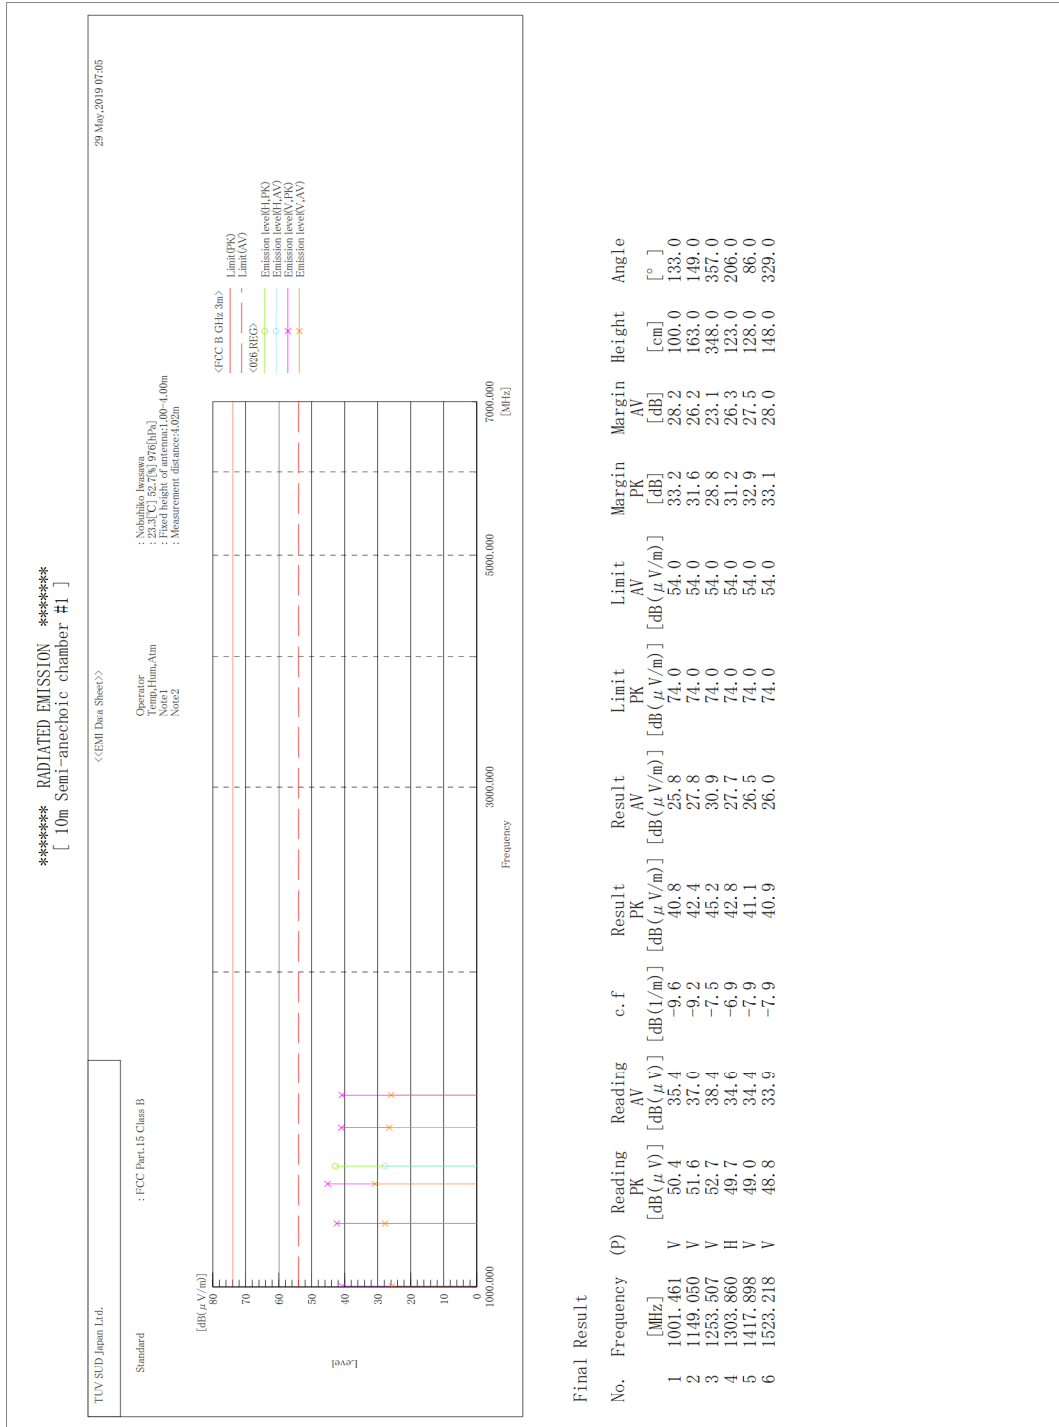 ****** RADIATED EMISSION ******
[ 10m Semi-anechoic chamber #1 ]
TUV SUD Japan Ltd.
<<EMI Data Sheet>>
29 May,2019 07:05
Standard : FCC Part.15 Class B
Operator : Nobuhiko Iwasawa
Temp,Hum,Atm : 23.3[℃] 52.7[%] 976[hPa]
Note1 : Fixed height of antenna:1.00-4.00m
Note2 : Measurement distance:4.02m
<FCC B GHz 3m>
Limit(PK)
Limit(AV)
<026_REG>
Emission level(H,PK)
Emission level(H,AV)
Emission level(V,PK)
Emission level(V,AV)
[dB(μV/m)]
80
70
60
50
40
30
20
10
0
Level
1000.000 3000.000 5000.000 7000.000
Frequency [MHz]
Final Result
No. Frequency (P) Reading Reading c.f Result Result Limit Limit Margin Margin Height Angle
PK AV PK AV PK AV PK AV
[MHz] [dB(μV)] [dB(μV)] [dB(1/m)] [dB(μV/m)] [dB(μV/m)] [dB(μV/m)] [dB(μV/m)] [dB] [dB] [cm] [°]
1 1001.461 V 50.4 35.4 -9.6 40.8 25.8 74.0 54.0 33.2 28.2 100.0 133.0
2 1149.050 V 51.6 37.0 -9.2 42.4 27.8 74.0 54.0 31.6 26.2 163.0 149.0
3 1253.507 V 52.7 38.4 -7.5 45.2 30.9 74.0 54.0 28.8 23.1 348.0 357.0
4 1303.860 H 49.7 34.6 -6.9 42.8 27.7 74.0 54.0 31.2 26.3 123.0 206.0
5 1417.898 V 49.0 34.4 -7.9 41.1 26.5 74.0 54.0 32.9 27.5 128.0 86.0
6 1523.218 V 48.8 33.9 -7.9 40.9 26.0 74.0 54.0 33.1 28.0 148.0 329.0